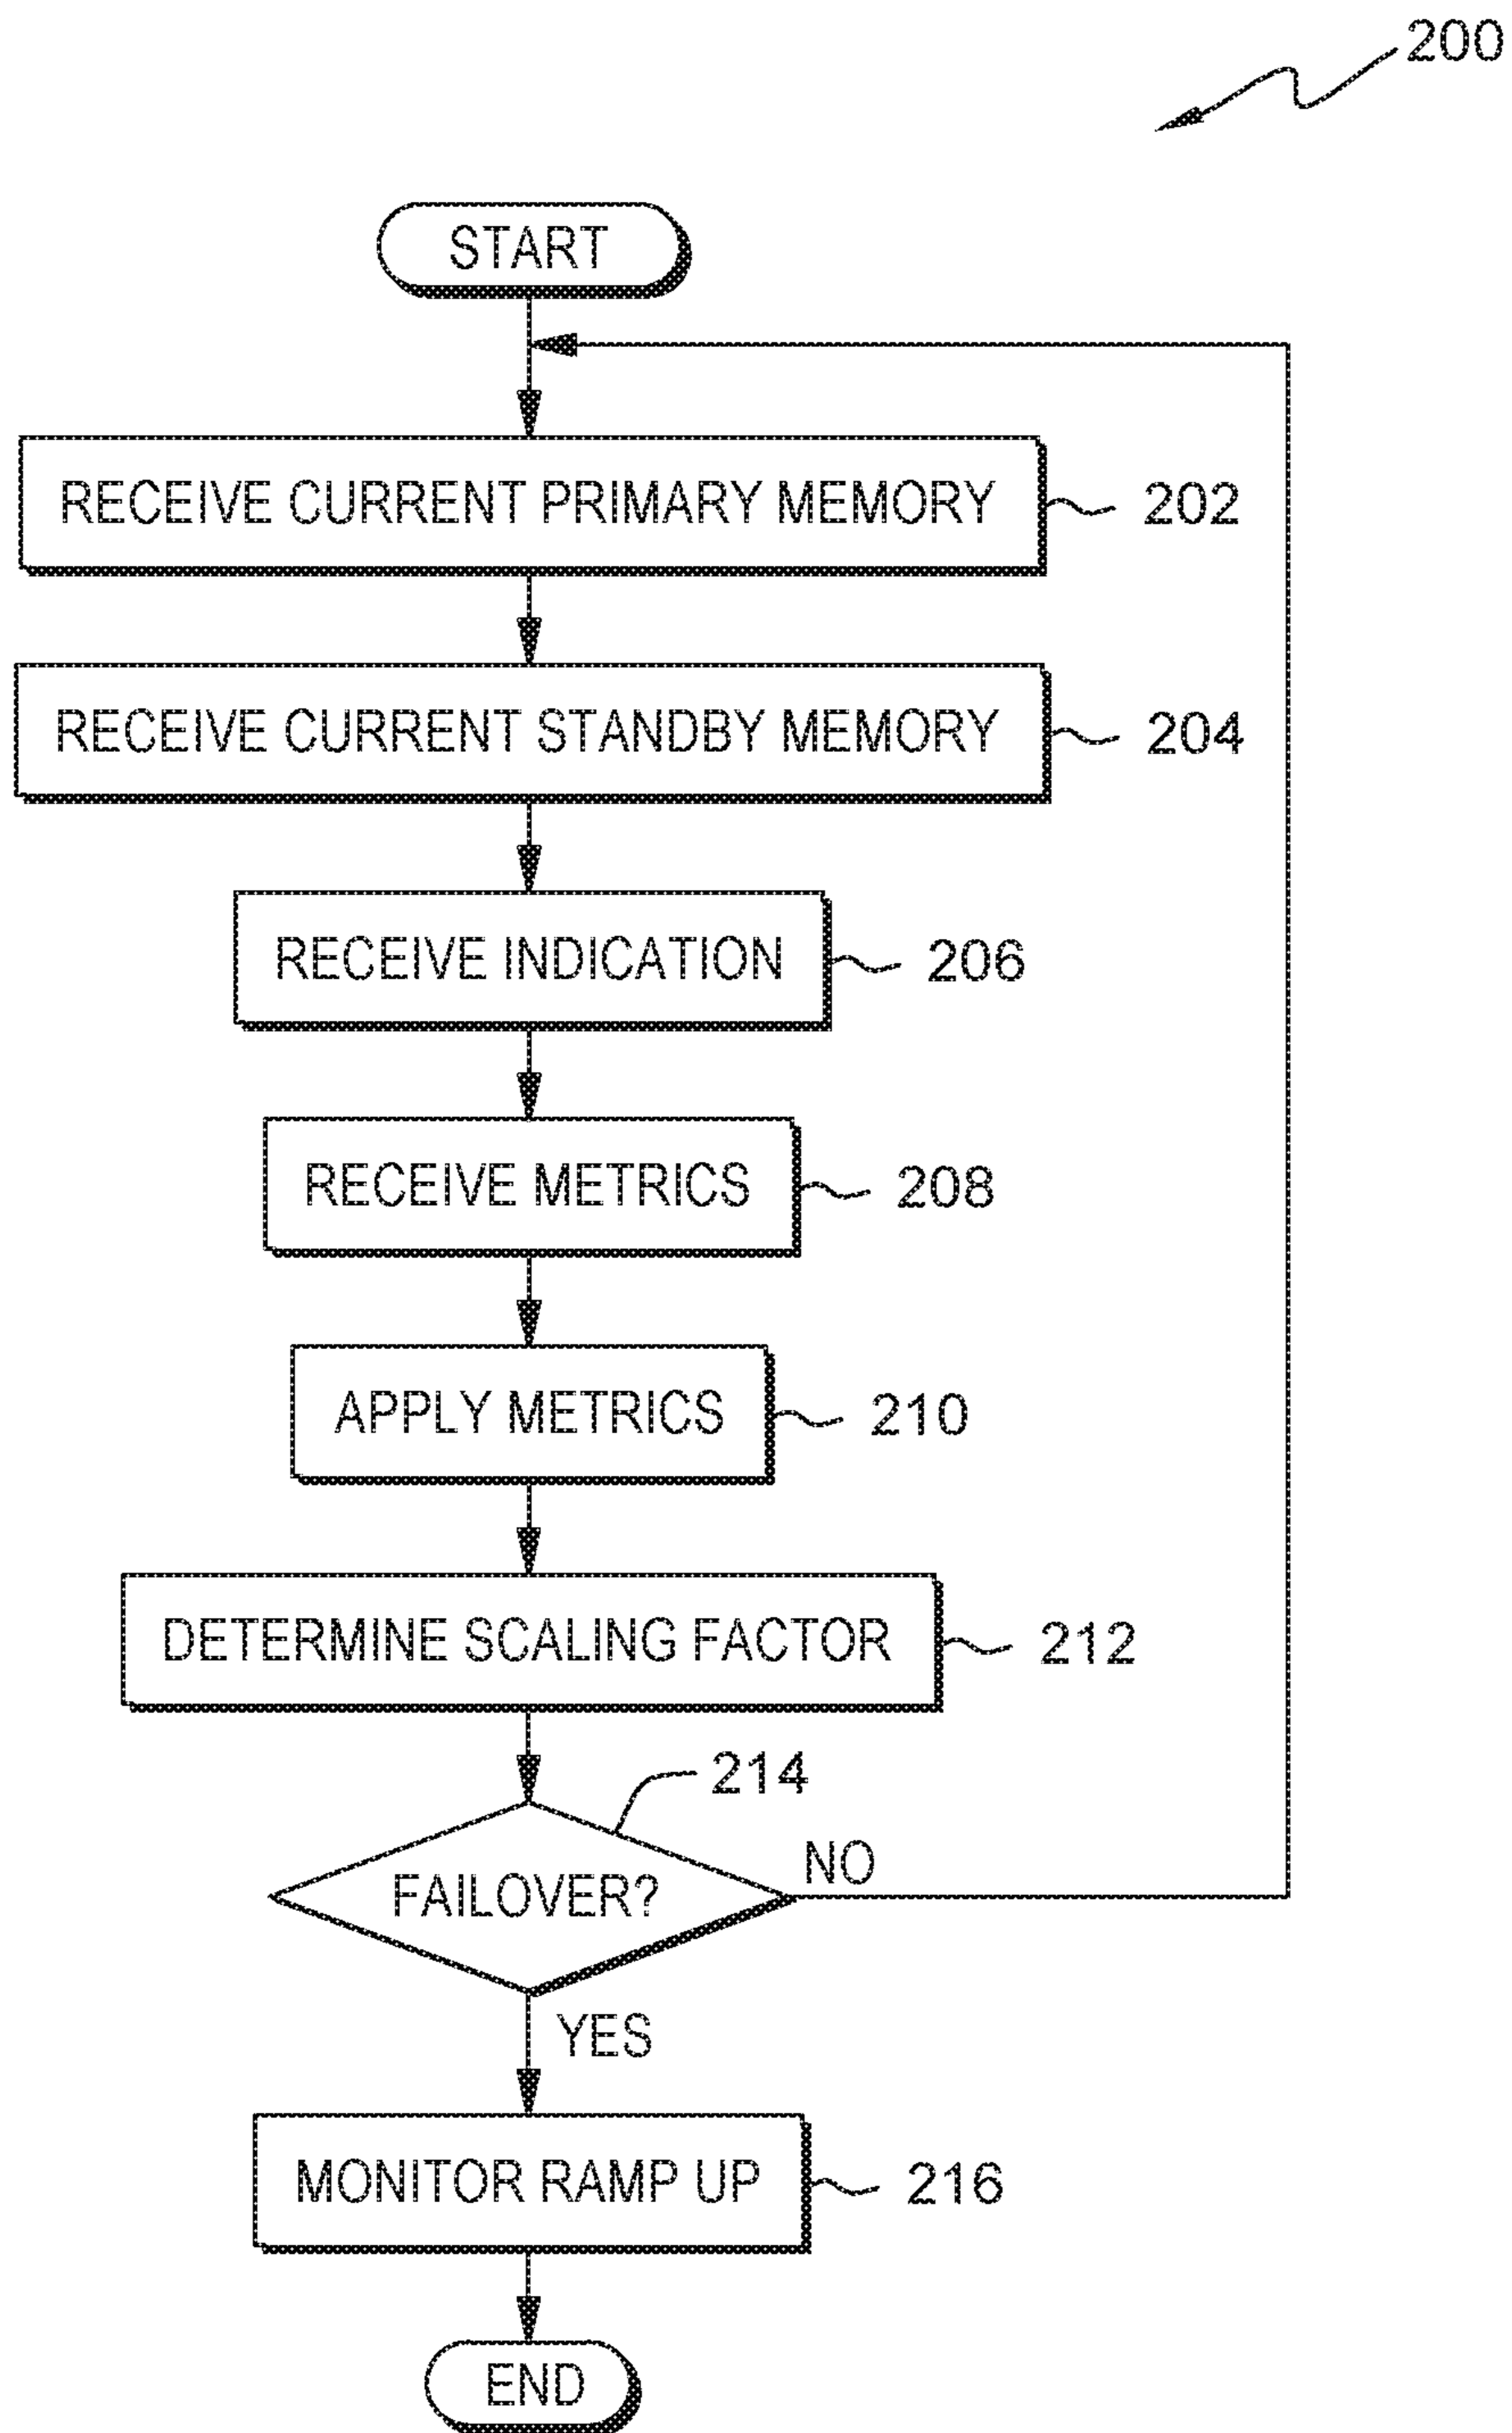 200
START
RECEIVE CURRENT PRIMARY MEMORY
202
RECEIVE CURRENT STANDBY MEMORY
204
RECEIVE INDICATION
206
RECEIVE METRICS
208
APPLY METRICS
210
DETERMINE SCALING FACTOR
212
214
FAILOVER?
NO
YES
MONITOR RAMP UP
216
END